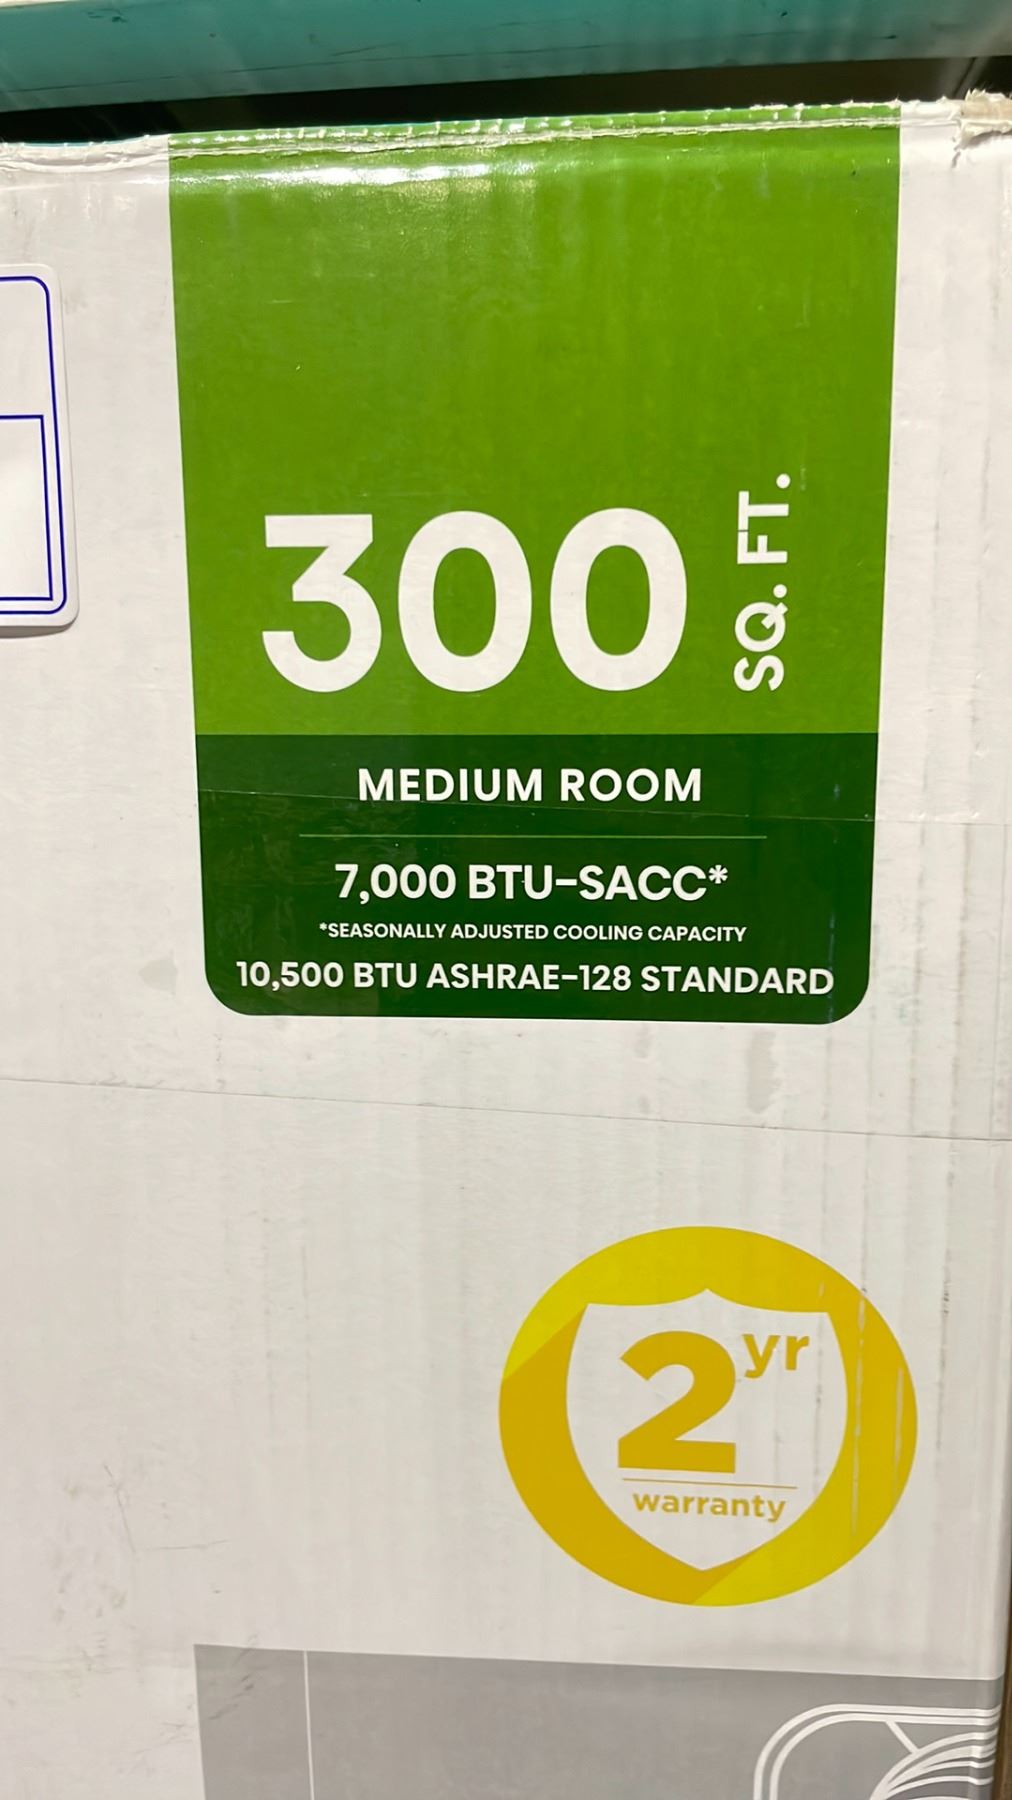 300 SQ. FT.
MEDIUM ROOM
7,000 BTU-SACC*
*SEASONALLY ADJUSTED COOLING CAPACITY
10,500 BTU ASHRAE-128 STANDARD
2 yr
warranty